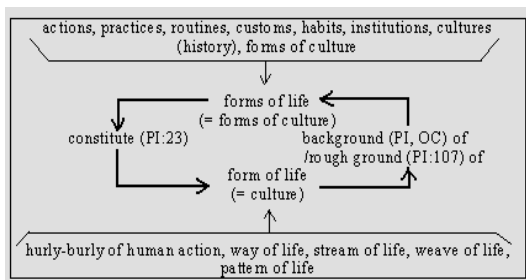 actions, practices, routines, customs, habits, institutions, cultures
(history), forms of culture
forms of life
(= forms of culture)
constitute (PI:23)
background (PI, OC) of
/rough ground (PI:107) of
form of life
(= culture)
hurly-burly of human action, way of life, stream of life, weave of life,
pattern of life